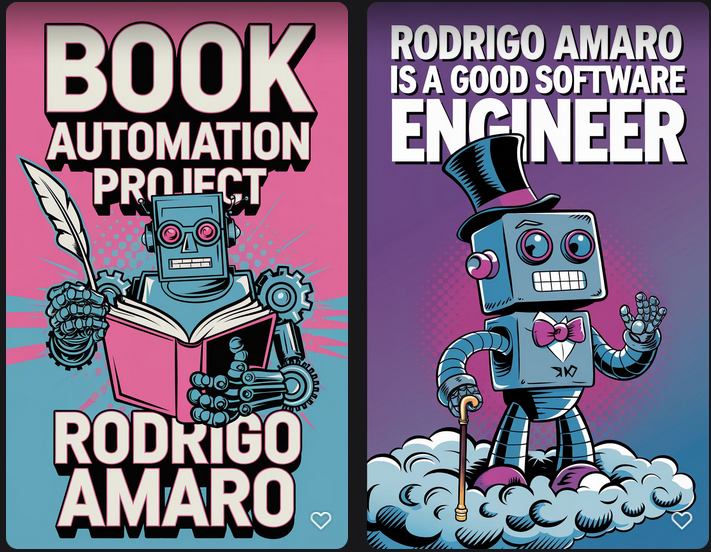 BOOK
AUTOMATION
PROJECT
RODRIGO
AMARO
RODRIGO AMARO
IS A GOOD SOFTWARE
ENGINEER